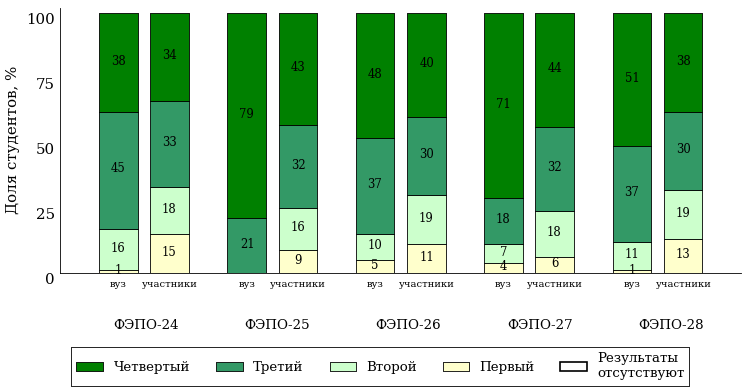 Доля студентов, %
100
75
50
25
0
38 34 79 43 48 40 71 44 51 38
45 33 21 32 37 30 18 32 37 30
16 18 16 10 19 7 18 11 19
1 15 9 5 11 4 6 1 13
вуз участники вуз участники вуз участники вуз участники вуз участники
ФЭПО-24 ФЭПО-25 ФЭПО-26 ФЭПО-27 ФЭПО-28
Четвертый Третий Второй Первый Результаты
отсутствуют